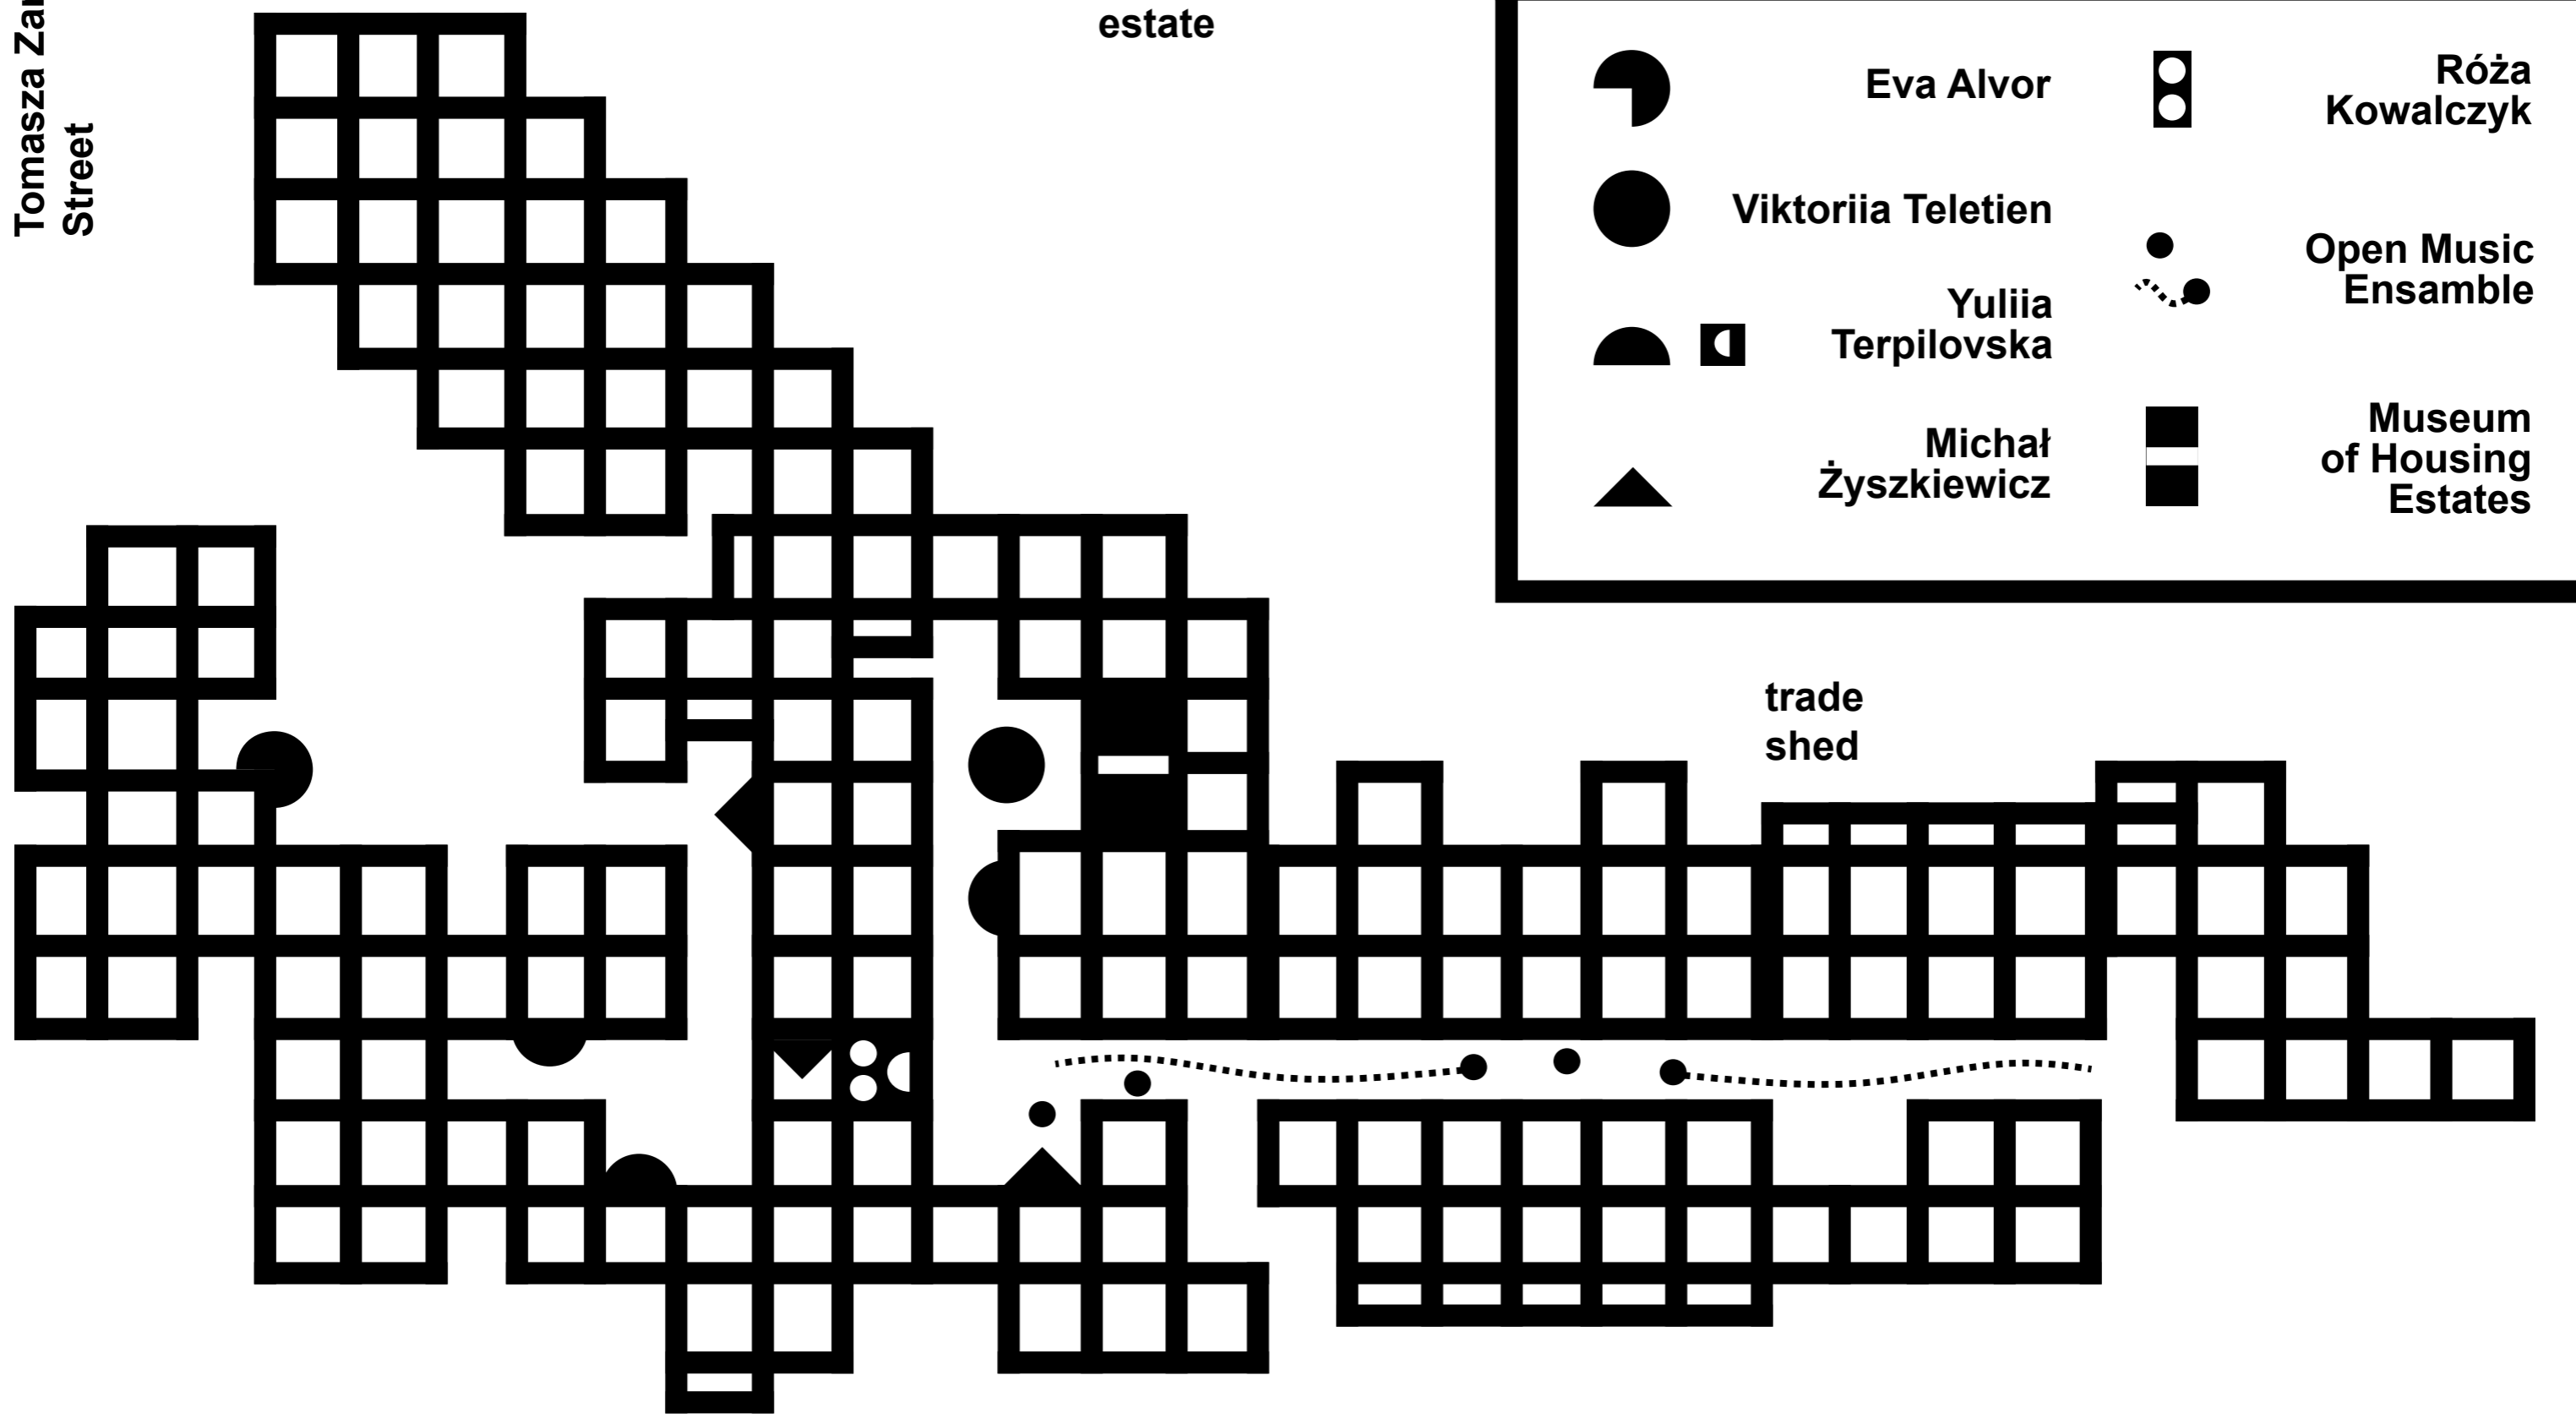 Tomasza
Street
estate
Eva Alvor
Viktoriia Teletien
Yuliia
Terpilovska
Michał
Żyszkiewicz
Róża
Kowalczyk
Open Music
Ensamble
Museum
of Housing
Estates
trade
shed